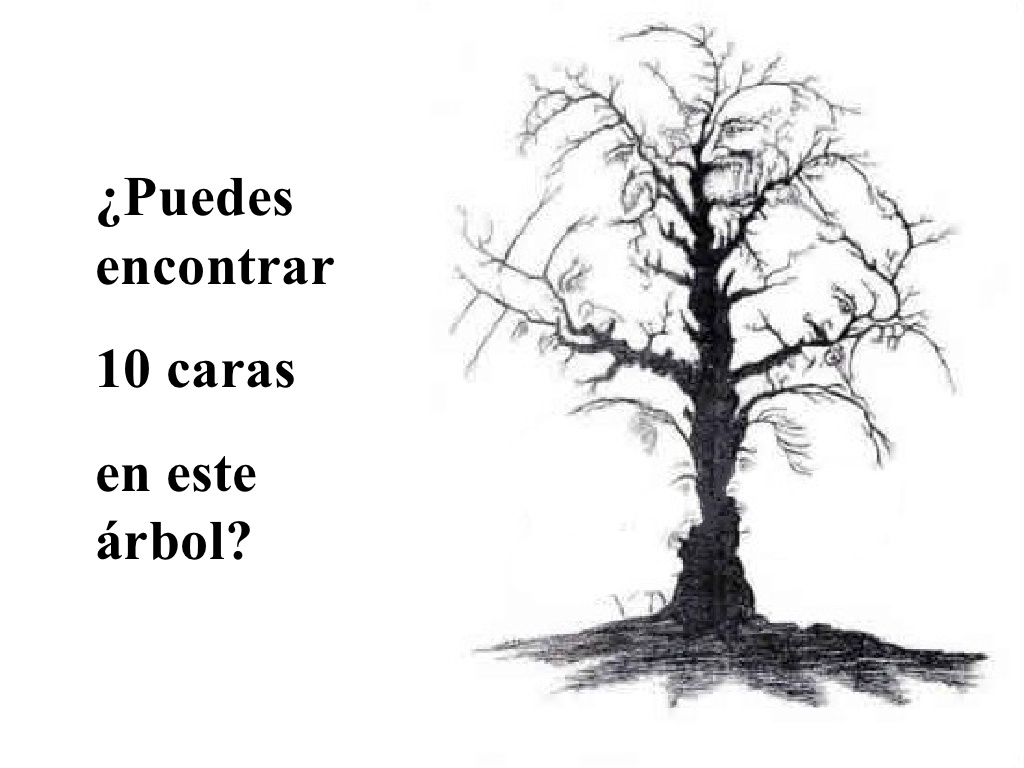 ¿Puedes
encontrar
10 caras
en este
árbol?